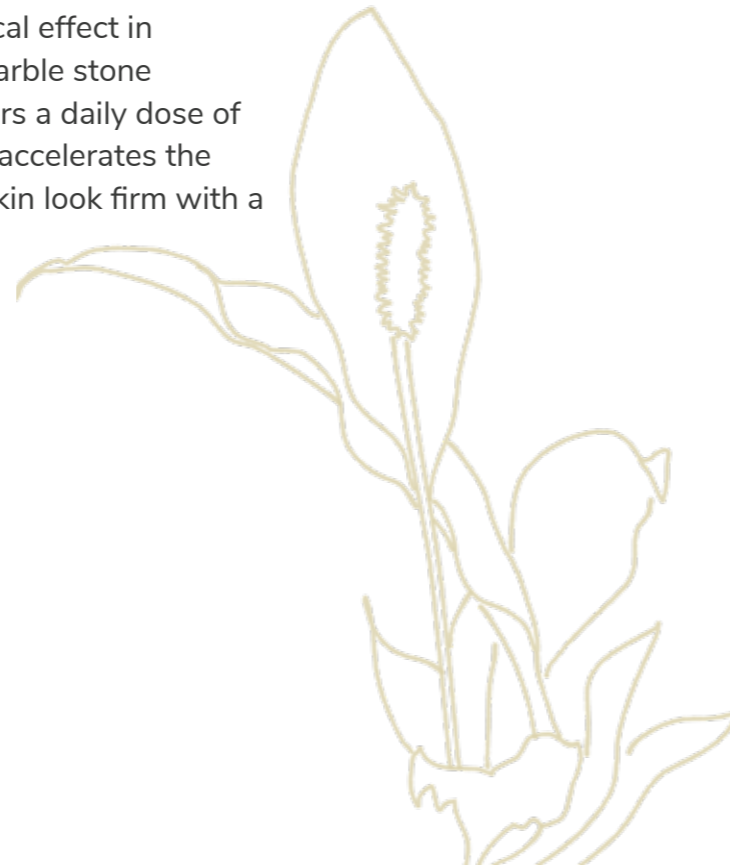 cal effect in
arble stone
rs a daily dose of
accelerates the
kin look firm with a